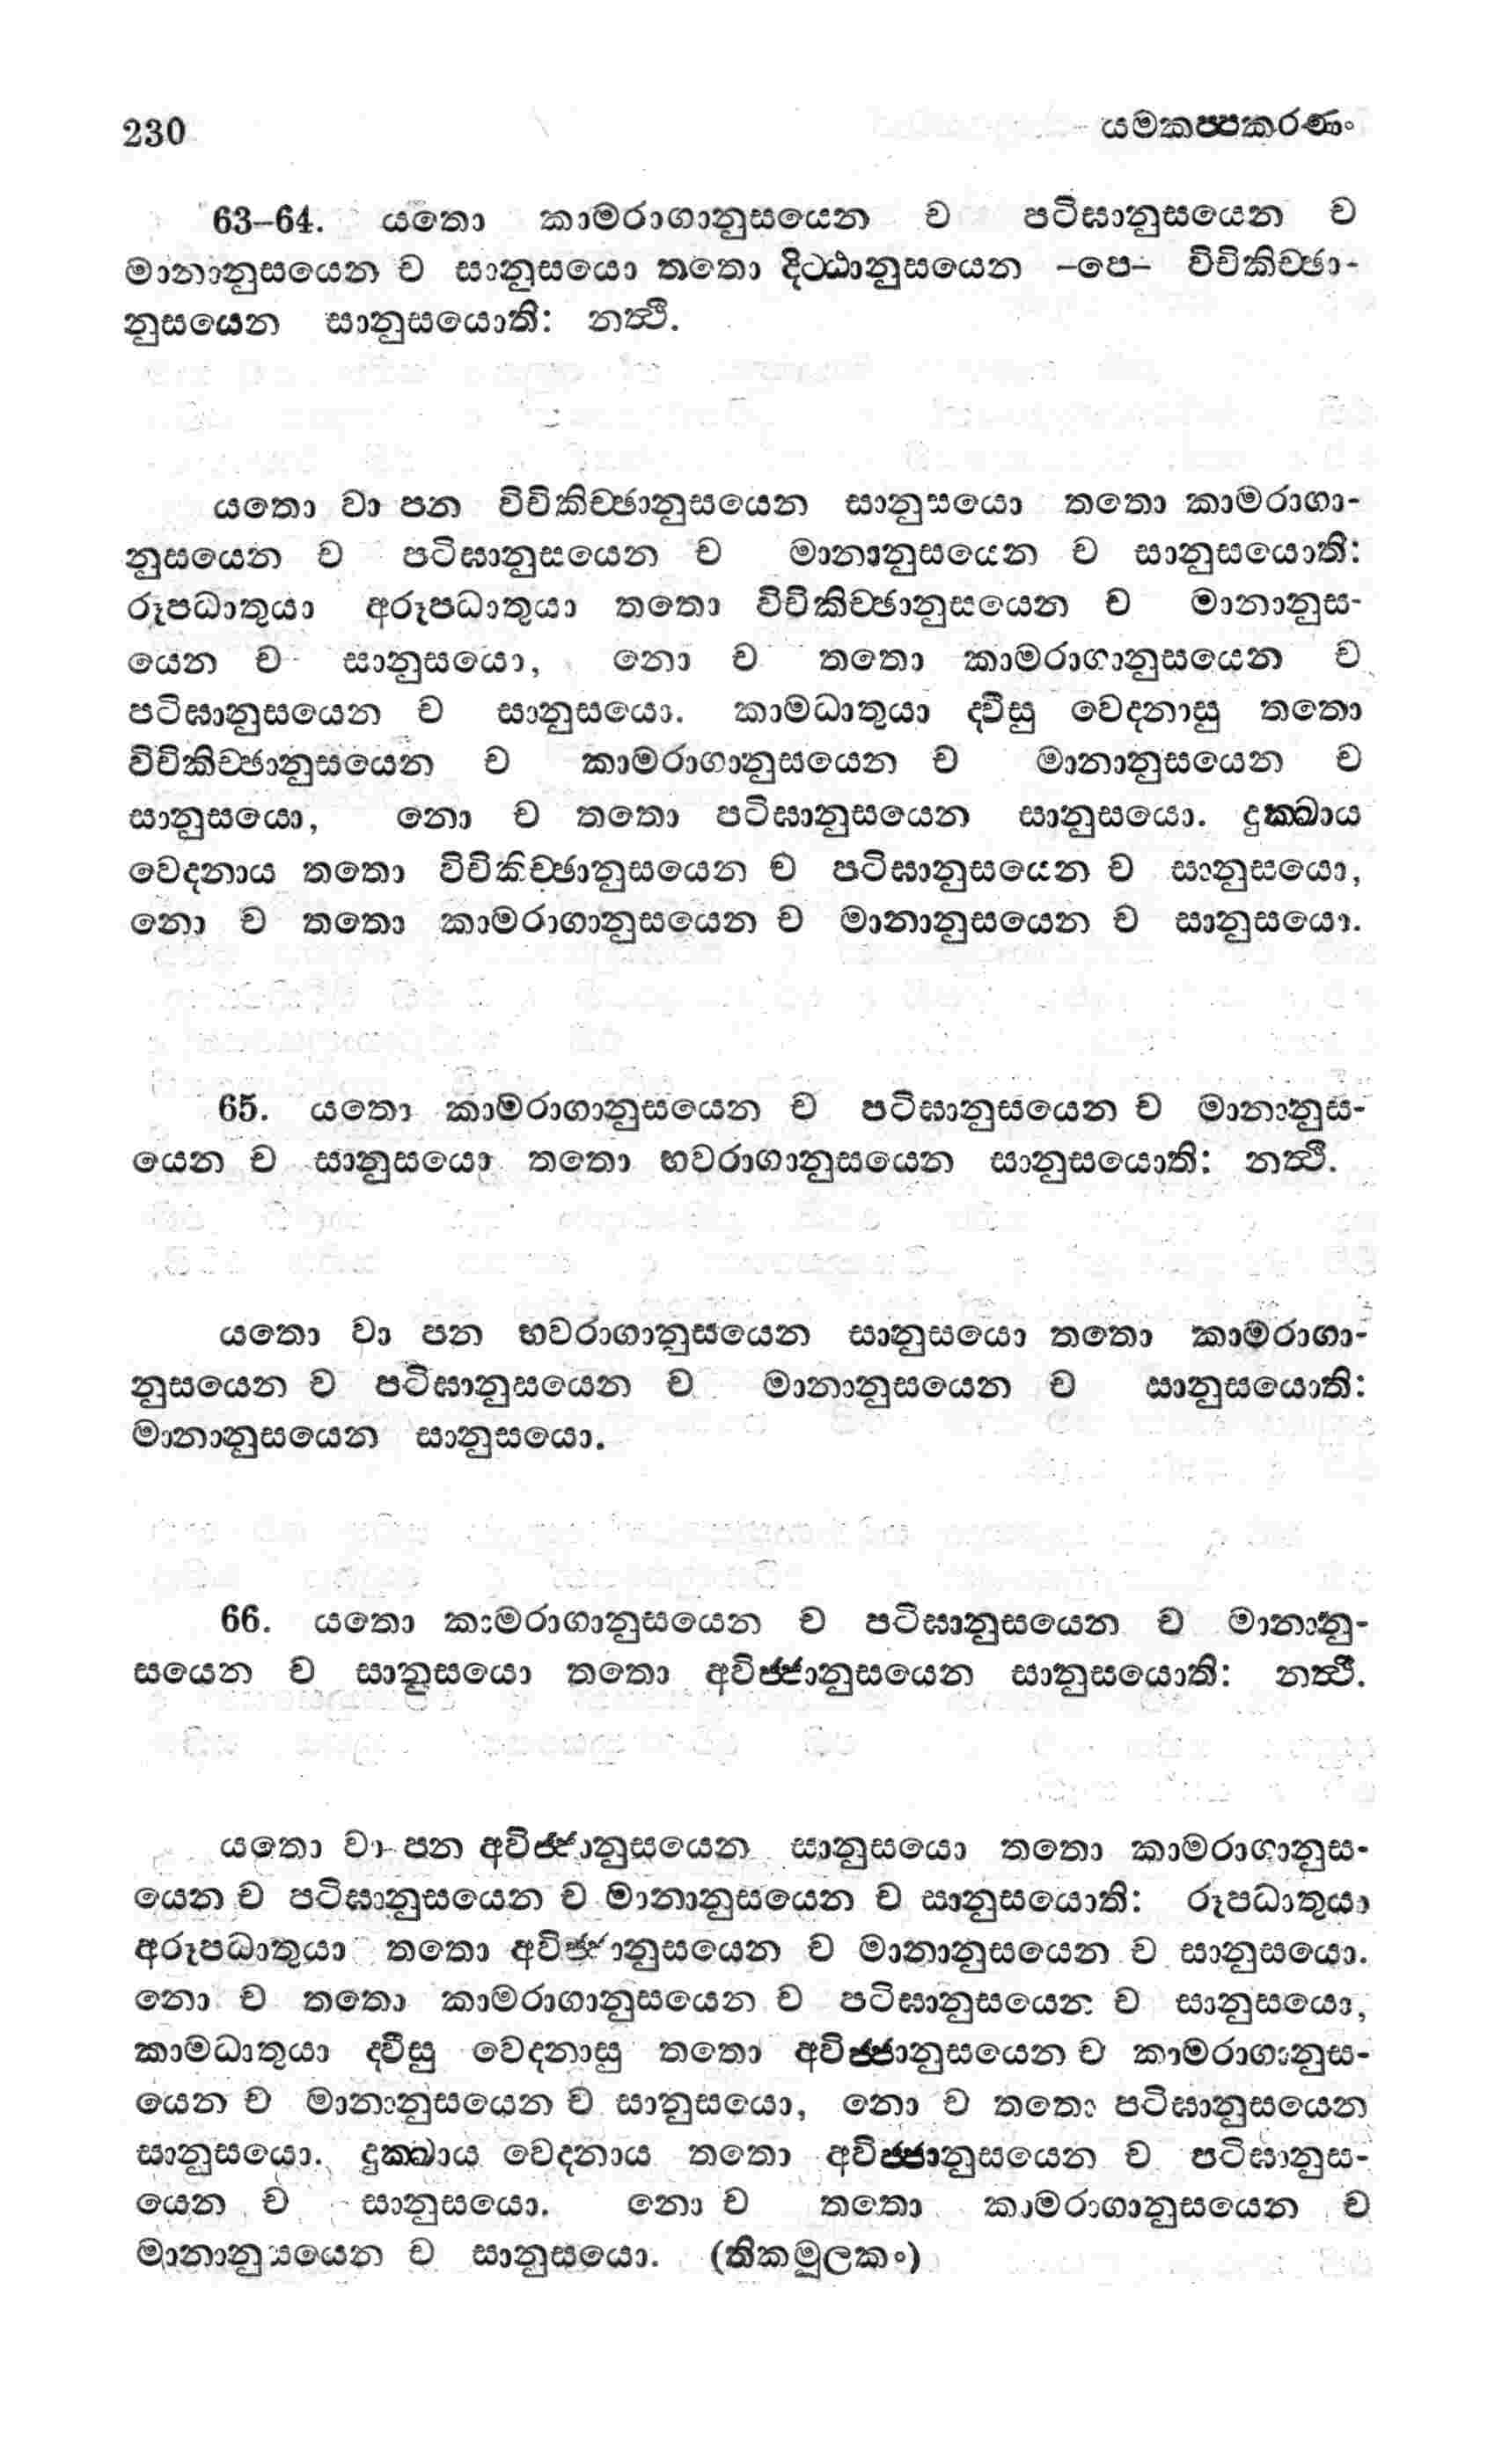 230
යමකප්පකරණං
63–64. යතො කාමරාගානුසයෙන ච පටිඝානුසයෙන ච
මානානුසයෙන ච සානුසයො තතො දිට්ඨානුසයෙන –පෙ– විචිකිච්ඡා-
නුසයෙන සානුසයොති: නත්ථි.
යතො වා පන විචිකිච්ඡානුසයෙන සානුසයො තතො කාමරාගා-
නුසයෙන ච පටිඝානුසයෙන ච මානානුසයෙන ච සානුසයොති:
රූපධාතුයා අරූපධාතුයා තතො විචිකිච්ඡානුසයෙන ච මානානුස-
යෙන ච සානුසයො, නො ච තතො කාමරාගානුසයෙන ච
පටිඝානුසයෙන ච සානුසයො. කාමධාතුයා ද්වීසු වෙදනාසු තතො
විචිකිච්ඡානුසයෙන ච කාමරාගානුසයෙන ච මානානුසයෙන ච
සානුසයො, නො ච තතො පටිඝානුසයෙන සානුසයො. දුක්ඛාය
වෙදනාය තතො විචිකිච්ඡානුසයෙන ච පටිඝානුසයෙන ච සානුසයො,
නො ච තතො කාමරාගානුසයෙන ච මානානුසයෙන ච සානුසයො.
65. යතො කාමරාගානුසයෙන ච පටිඝානුසයෙන ච මානානුස-
යෙන ච සානුසයො තතො භවරාගානුසයෙන සානුසයොති: නත්ථි.
යතො වා පන භවරාගානුසයෙන සානුසයො තතො කාමරාගා-
නුසයෙන ච පටිඝානුසයෙන ච මානානුසයෙන ච සානුසයොති:
මානානුසයෙන සානුසයො.
66. යතො කාමරාගානුසයෙන ච පටිඝානුසයෙන ච මානානු-
සයෙන ච සානුසයො තතො අවිජ්ජානුසයෙන සානුසයොති: නත්ථි.
යතො වා පන අවිජ්ජානුසයෙන සානුසයො තතො කාමරාගානුස-
යෙන ච පටිඝානුසයෙන ච මානානුසයෙන ච සානුසයොති: රූපධාතුයා
අරූපධාතුයා තතො අවිජ්ජානුසයෙන ච මානානුසයෙන ච සානුසයො.
නො ච තතො කාමරාගානුසයෙන ච පටිඝානුසයෙන ච සානුසයො,
කාමධාතුයා ද්වීසු වෙදනාසු තතො අවිජ්ජානුසයෙන ච කාමරාගානුස-
යෙන ච මානානුසයෙන ච සානුසයො, නො ච තතො පටිඝානුසයෙන
සානුසයො. දුක්ඛාය වෙදනාය තතො අවිජ්ජානුසයෙන ච පටිඝානුස-
යෙන ච සානුසයො. නො ච තතො කාමරාගානුසයෙන ච
මානානුසයෙන ච සානුසයො. (තිකමූලකං)